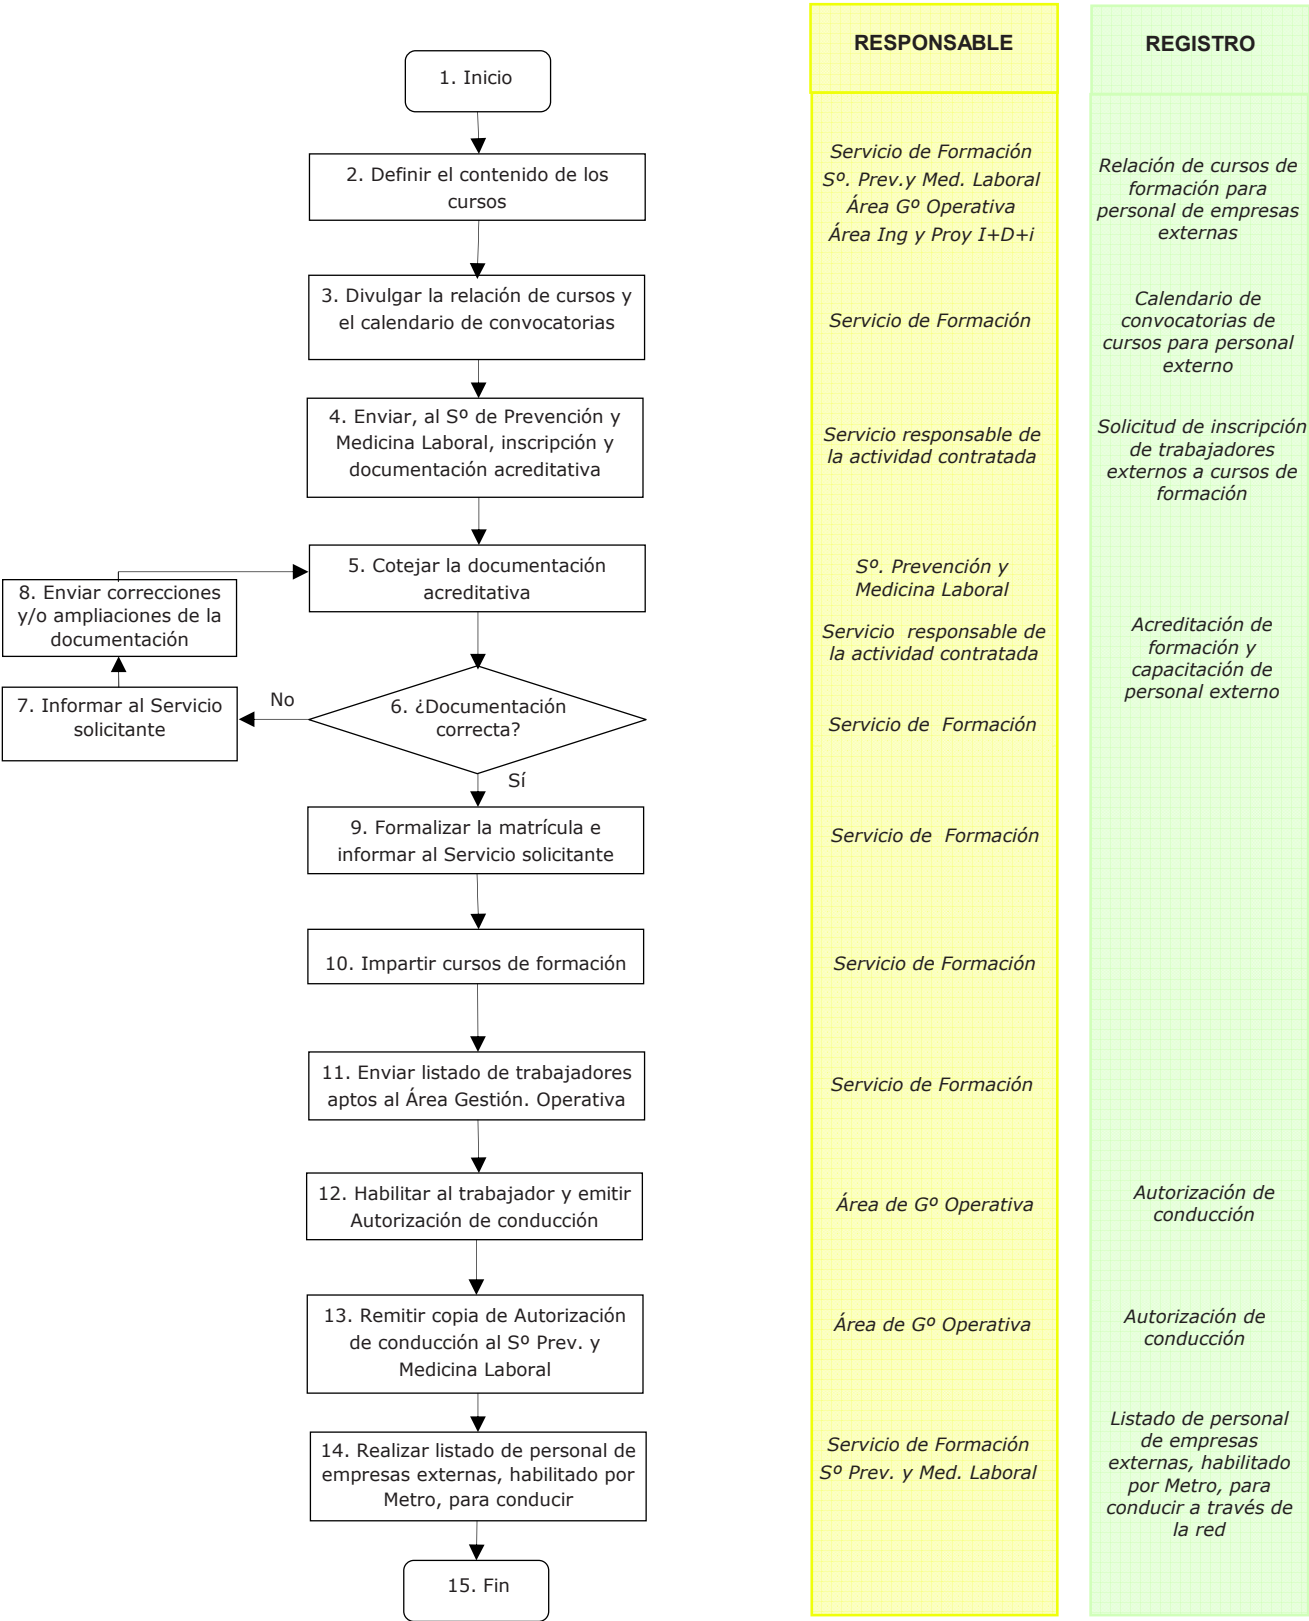 RESPONSABLE
REGISTRO
1. Inicio
2. Definir el contenido de los
cursos
Servicio de Formación
Sº. Prev.y Med. Laboral
Área Gº Operativa
Área Ing y Proy I+D+i
Relación de cursos de
formación para
personal de empresas
externas
3. Divulgar la relación de cursos y
el calendario de convocatorias
Servicio de Formación
Calendario de
convocatorias de
cursos para personal
externo
4. Enviar, al Sº de Prevención y
Medicina Laboral, inscripción y
documentación acreditativa
Servicio responsable de
la actividad contratada
Solicitud de inscripción
de trabajadores
externos a cursos de
formación
5. Cotejar la documentación
acreditativa
Sº. Prevención y
Medicina Laboral
8. Enviar correcciones
y/o ampliaciones de la
documentación
Servicio  responsable de
la actividad contratada
Acreditación de
formación y
capacitación de
personal externo
7. Informar al Servicio
solicitante
No
6. ¿Documentación
correcta?
Servicio de  Formación
Sí
9. Formalizar la matrícula e
informar al Servicio solicitante
Servicio de  Formación
10. Impartir cursos de formación
Servicio de Formación
11. Enviar listado de trabajadores
aptos al Área Gestión. Operativa
Servicio de Formación
12. Habilitar al trabajador y emitir
Autorización de conducción
Área de Gº Operativa
Autorización de
conducción
13. Remitir copia de Autorización
de conducción al Sº Prev. y
Medicina Laboral
Área de Gº Operativa
Autorización de
conducción
14. Realizar listado de personal de
empresas externas, habilitado por
Metro, para conducir
Servicio de Formación
Sº Prev. y Med. Laboral
Listado de personal
de empresas
externas, habilitado
por Metro, para
conducir a través de
la red
15. Fin